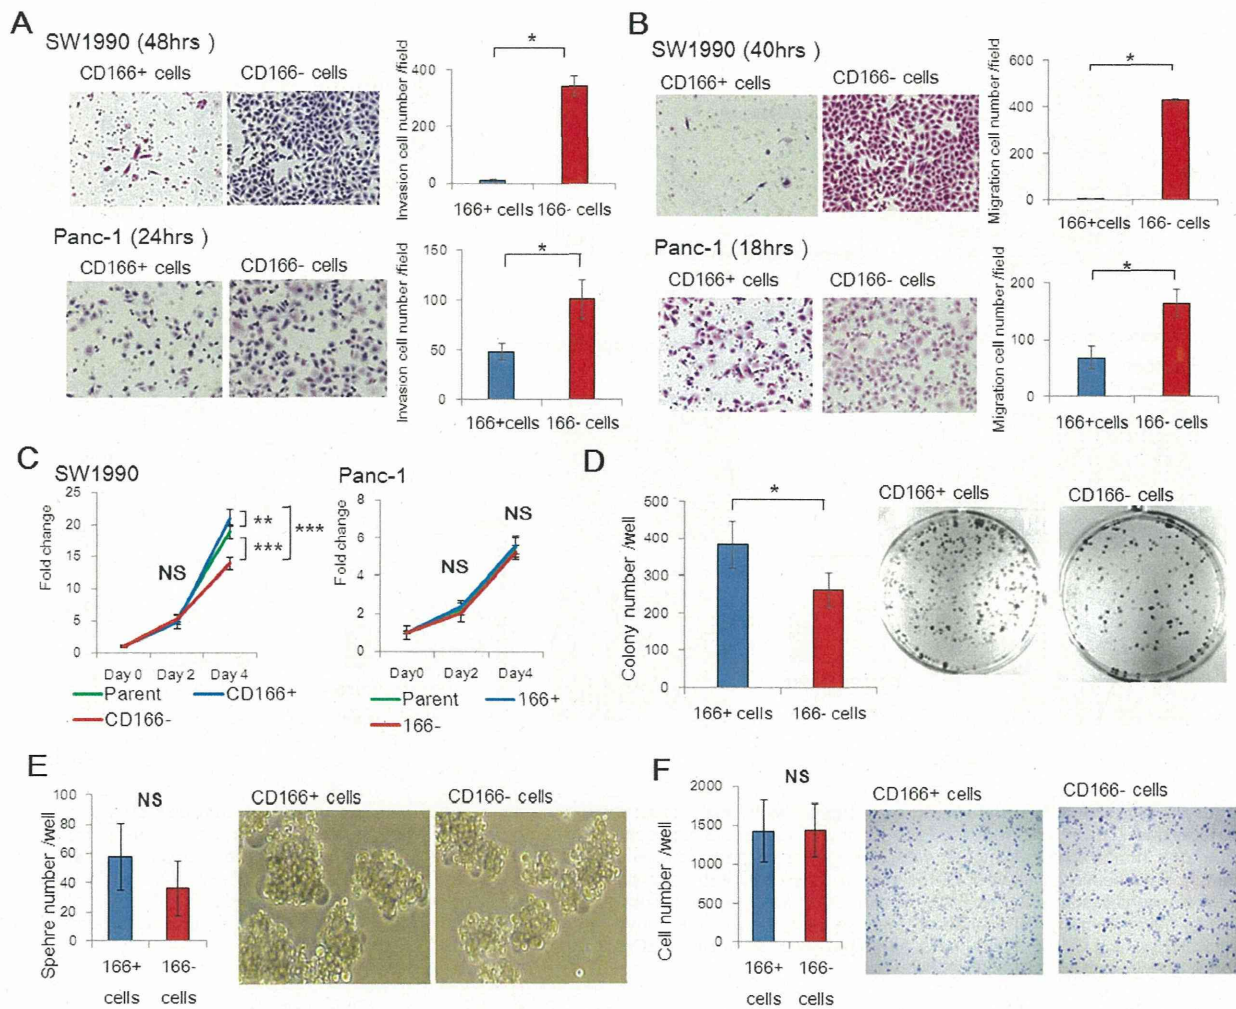 A
SW1990 (48hrs )
CD166+ cells
CD166- cells
Invasion cell number /field
400
200
0
*
166+ cells 166- cells
Panc-1 (24hrs )
CD166+ cells
CD166- cells
Invasion cell number /field
150
100
50
0
*
166+cells 166- cells
B
SW1990 (40hrs )
CD166+ cells
CD166- cells
Migration cell number /field
600
400
200
0
*
166+cells 166- cells
Panc-1 (18hrs )
CD166+ cells
CD166- cells
Migration cell number /field
200
100
0
*
166+cells 166- cells
C
SW1990
Fold change
25
20
15
10
5
0
NS
**
***
***
Day 0 Day 2 Day 4
Parent CD166+
CD166-
Panc-1
Fold change
8
6
4
2
0
NS
NS
Day0 Day2 Day4
Parent 166+
166-
D
Colony number /well
500
400
300
200
100
0
*
166+ cells 166- cells
CD166+ cells
CD166- cells
E
Spehre number /well
100
80
60
40
20
0
NS
166+ 166-
cells cells
CD166+ cells
CD166- cells
F
Cell number /well
2000
1500
1000
500
0
NS
166+ 166-
cells cells
CD166+ cells
CD166- cells